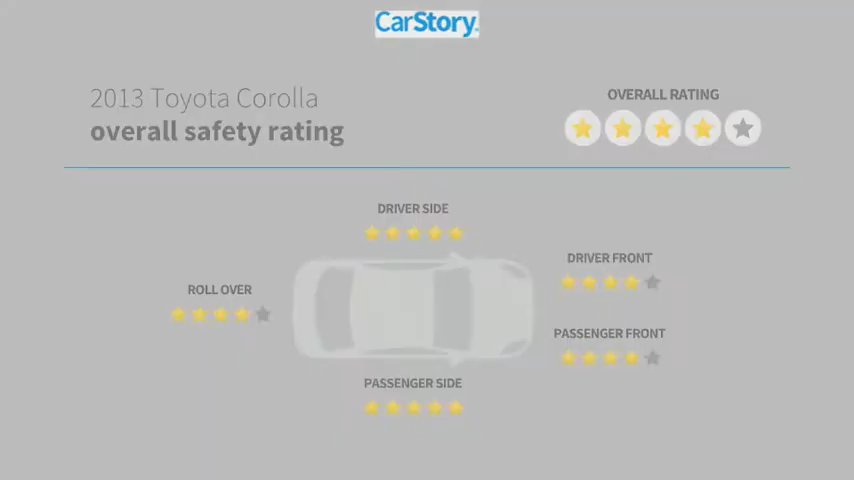 CarStory
2013 Toyota Corolla
overall safety rating
OVERALL RATING
DRIVER SIDE
DRIVER FRONT
ROLL OVER
PASSENGER FRONT
PASSENGER SIDE